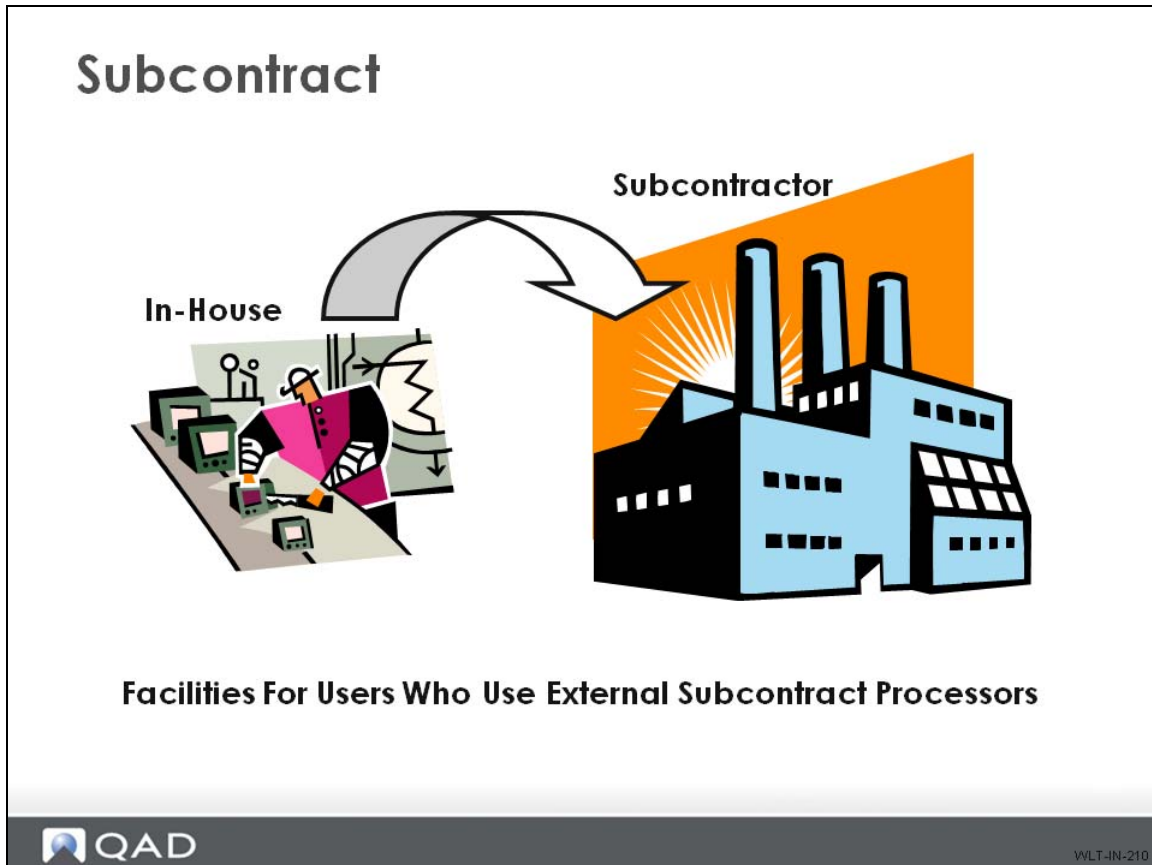 Subcontract
Subcontractor
In-House
Facilities For Users Who Use External Subcontract Processors
QAD
WLT-IN-210